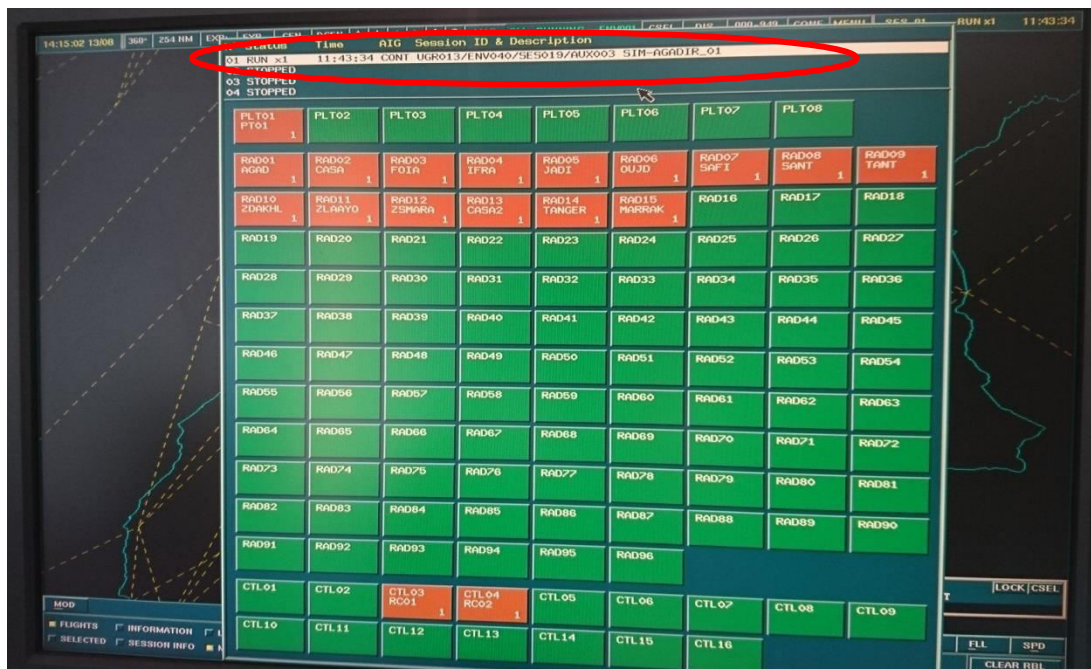 14:15:02 13/08 360° 254 NM
RUN x1 11:43:34
Status Time AIG Session ID & Description
01 RUN x1 11:43:34 CONT UGR013/ENV040/SES019/AUX003 SIM-AGADIR_01
02 STOPPED
03 STOPPED
04 STOPPED
PLT01 PLT02 PLT03 PLT04 PLT05 PLT06 PLT07 PLT08
PT01
1
RAD01 RAD02 RAD03 RAD04 RAD05 RAD06 RAD07 RAD08 RAD09
AGAD CASA FOIA IFRA JADI OUJD SAFI SANT TANT
1 1 1 1 1 1 1 1 1
RAD10 RAD11 RAD12 RAD13 RAD14 RAD15 RAD16 RAD17 RAD18
ZDAKHL ZLAAYO ZSMARA CASA2 TANGER MARRAK
1 1 1 1 1 1
RAD19 RAD20 RAD21 RAD22 RAD23 RAD24 RAD25 RAD26 RAD27
RAD28 RAD29 RAD30 RAD31 RAD32 RAD33 RAD34 RAD35 RAD36
RAD37 RAD38 RAD39 RAD40 RAD41 RAD42 RAD43 RAD44 RAD45
RAD46 RAD47 RAD48 RAD49 RAD50 RAD51 RAD52 RAD53 RAD54
RAD55 RAD56 RAD57 RAD58 RAD59 RAD60 RAD61 RAD62 RAD63
RAD64 RAD65 RAD66 RAD67 RAD68 RAD69 RAD70 RAD71 RAD72
RAD73 RAD74 RAD75 RAD76 RAD77 RAD78 RAD79 RAD80 RAD81
RAD82 RAD83 RAD84 RAD85 RAD86 RAD87 RAD88 RAD89 RAD90
RAD91 RAD92 RAD93 RAD94 RAD95 RAD96
CTL01 CTL02 CTL03 CTL04 CTL05 CTL06 CTL07 CTL08 CTL09
RC01 RC02
1 1
CTL10 CTL11 CTL12 CTL13 CTL14 CTL15 CTL16
LOCK CSEL
MOD
FLIGHTS INFORMATION
SELECTED SESSION INFO
FLL SPD
CLEAR RBL